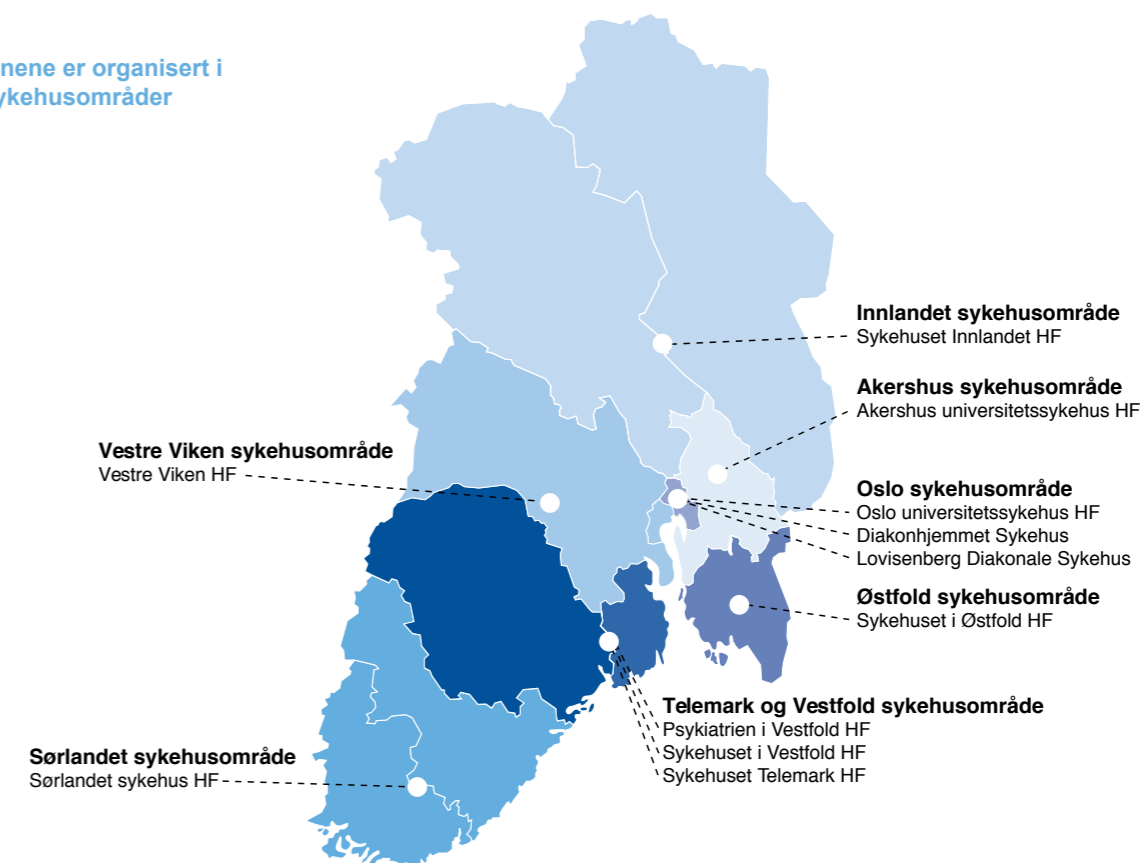 nene er organisert i
ykehusområder
Innlandet sykehusområde
Sykehuset Innlandet HF
Akershus sykehusområde
Akershus universitetssykehus HF
Vestre Viken sykehusområde
Vestre Viken HF
Oslo sykehusområde
Oslo universitetssykehus HF
Diakonhjemmet Sykehus
Lovisenberg Diakonale Sykehus
Østfold sykehusområde
Sykehuset i Østfold HF
Telemark og Vestfold sykehusområde
Psykiatrien i Vestfold HF
Sykehuset i Vestfold HF
Sykehuset Telemark HF
Sørlandet sykehusområde
Sørlandet sykehus HF